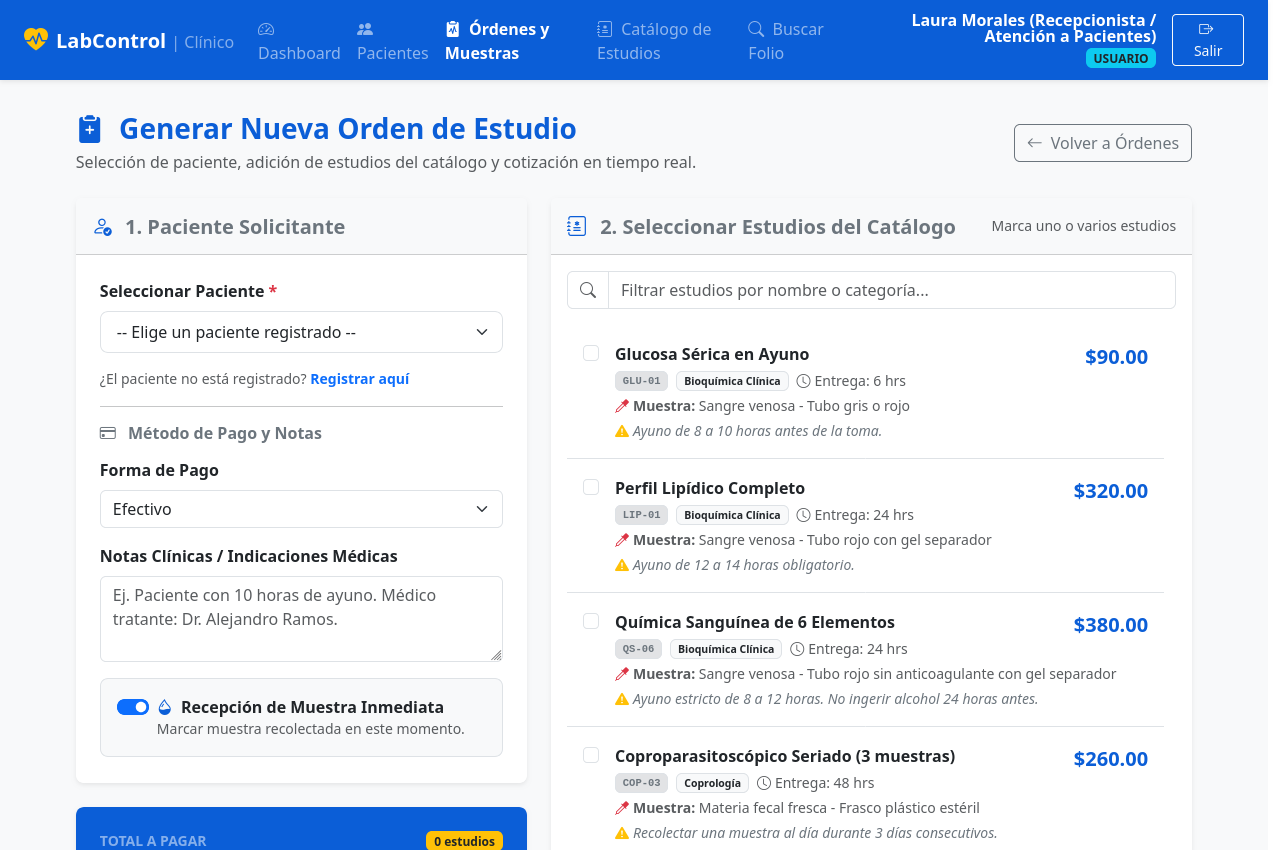 LabControl | Clínico
Dashboard
Pacientes
Órdenes y Muestras
Catálogo de Estudios
Buscar Folio
Laura Morales (Recepcionista / Atención a Pacientes)
USUARIO
Salir
Generar Nueva Orden de Estudio
Selección de paciente, adición de estudios del catálogo y cotización en tiempo real.
Volver a Órdenes
1. Paciente Solicitante
Seleccionar Paciente *
-- Elige un paciente registrado --
¿El paciente no está registrado? Registrar aquí
Método de Pago y Notas
Forma de Pago
Efectivo
Notas Clínicas / Indicaciones Médicas
Ej. Paciente con 10 horas de ayuno. Médico
tratante: Dr. Alejandro Ramos.
Recepción de Muestra Inmediata
Marcar muestra recolectada en este momento.
TOTAL A PAGAR
0 estudios
2. Seleccionar Estudios del Catálogo
Marca uno o varios estudios
Filtrar estudios por nombre o categoría...
Glucosa Sérica en Ayuno
$90.00
GLU-01 Bioquímica Clínica Entrega: 6 hrs
Muestra: Sangre venosa - Tubo gris o rojo
Ayuno de 8 a 10 horas antes de la toma.
Perfil Lipídico Completo
$320.00
LIP-01 Bioquímica Clínica Entrega: 24 hrs
Muestra: Sangre venosa - Tubo rojo con gel separador
Ayuno de 12 a 14 horas obligatorio.
Química Sanguínea de 6 Elementos
$380.00
QS-06 Bioquímica Clínica Entrega: 24 hrs
Muestra: Sangre venosa - Tubo rojo sin anticoagulante con gel separador
Ayuno estricto de 8 a 12 horas. No ingerir alcohol 24 horas antes.
Coproparasitoscópico Seriado (3 muestras)
$260.00
COP-03 Coprología Entrega: 48 hrs
Muestra: Materia fecal fresca - Frasco plástico estéril
Recolectar una muestra al día durante 3 días consecutivos.